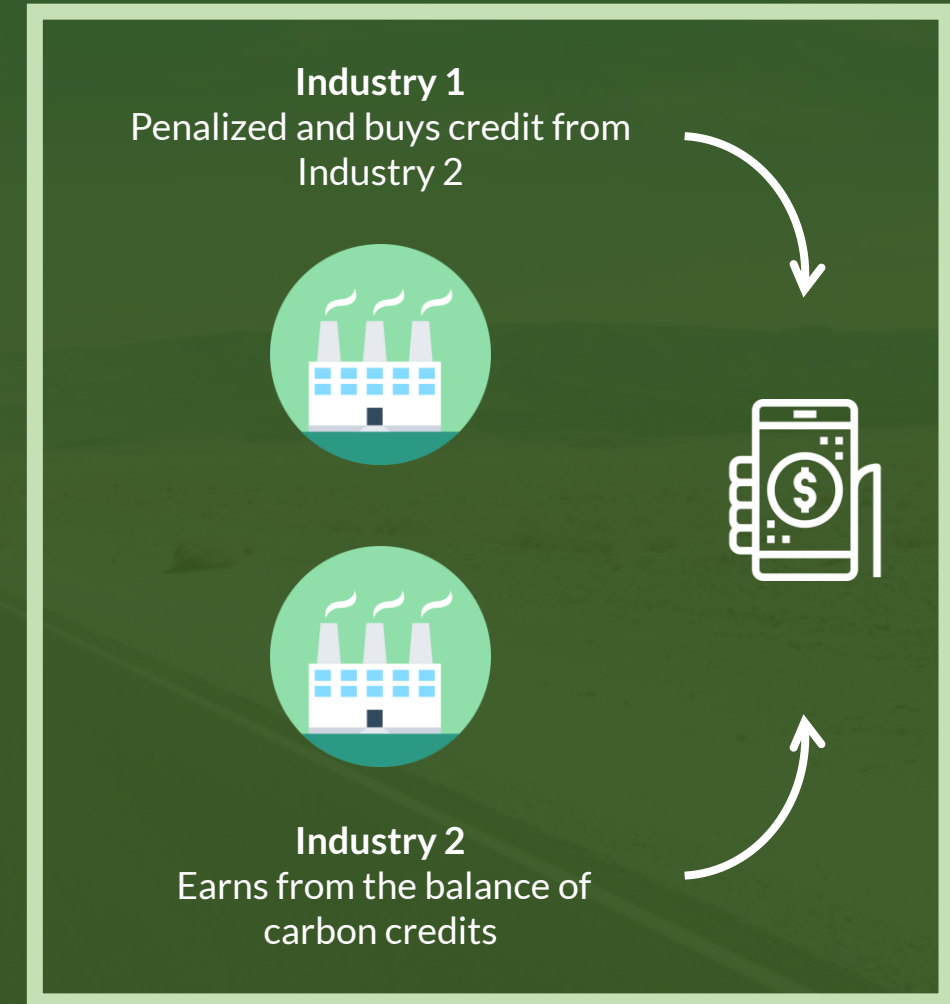 Industry 1
Penalized and buys credit from
Industry 2
$
Industry 2
Earns from the balance of
carbon credits